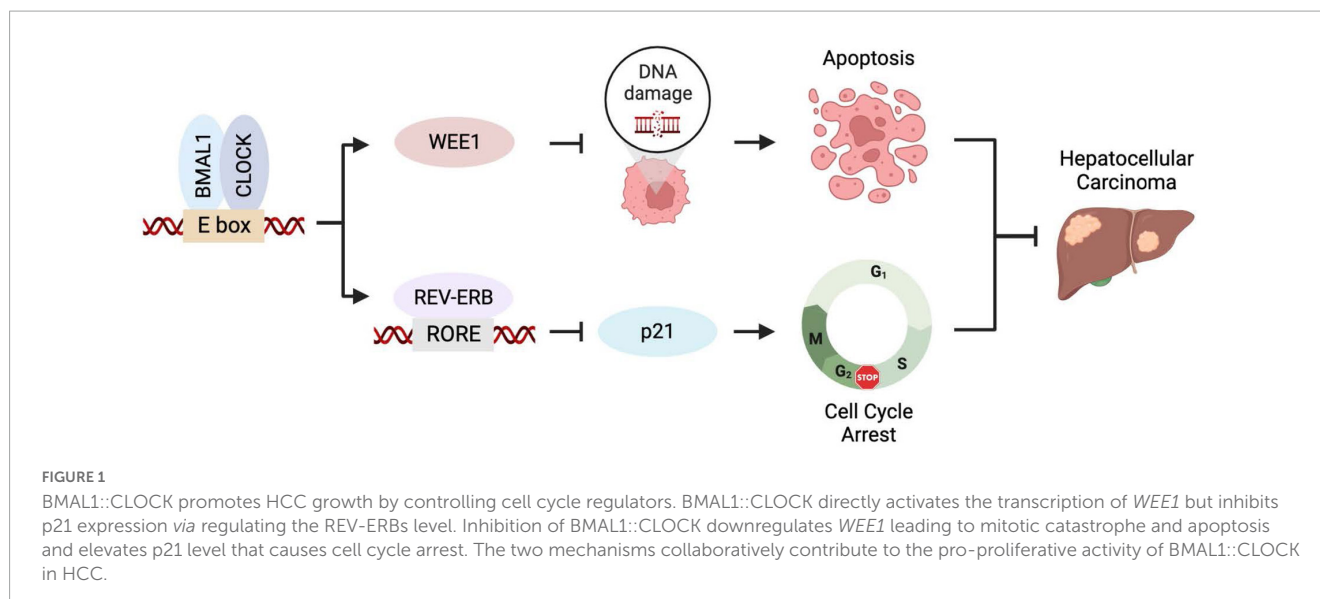 BMAL1
CLOCK
E box
WEE1
DNA
damage
Apoptosis
REV-ERB
RORE
p21
G₁
S
G₂
M
STOP
Cell Cycle
Arrest
Hepatocellular
Carcinoma
FIGURE 1
BMAL1::CLOCK promotes HCC growth by controlling cell cycle regulators. BMAL1::CLOCK directly activates the transcription of WEE1 but inhibits
p21 expression via regulating the REV-ERBs level. Inhibition of BMAL1::CLOCK downregulates WEE1 leading to mitotic catastrophe and apoptosis
and elevates p21 level that causes cell cycle arrest. The two mechanisms collaboratively contribute to the pro-proliferative activity of BMAL1::CLOCK
in HCC.